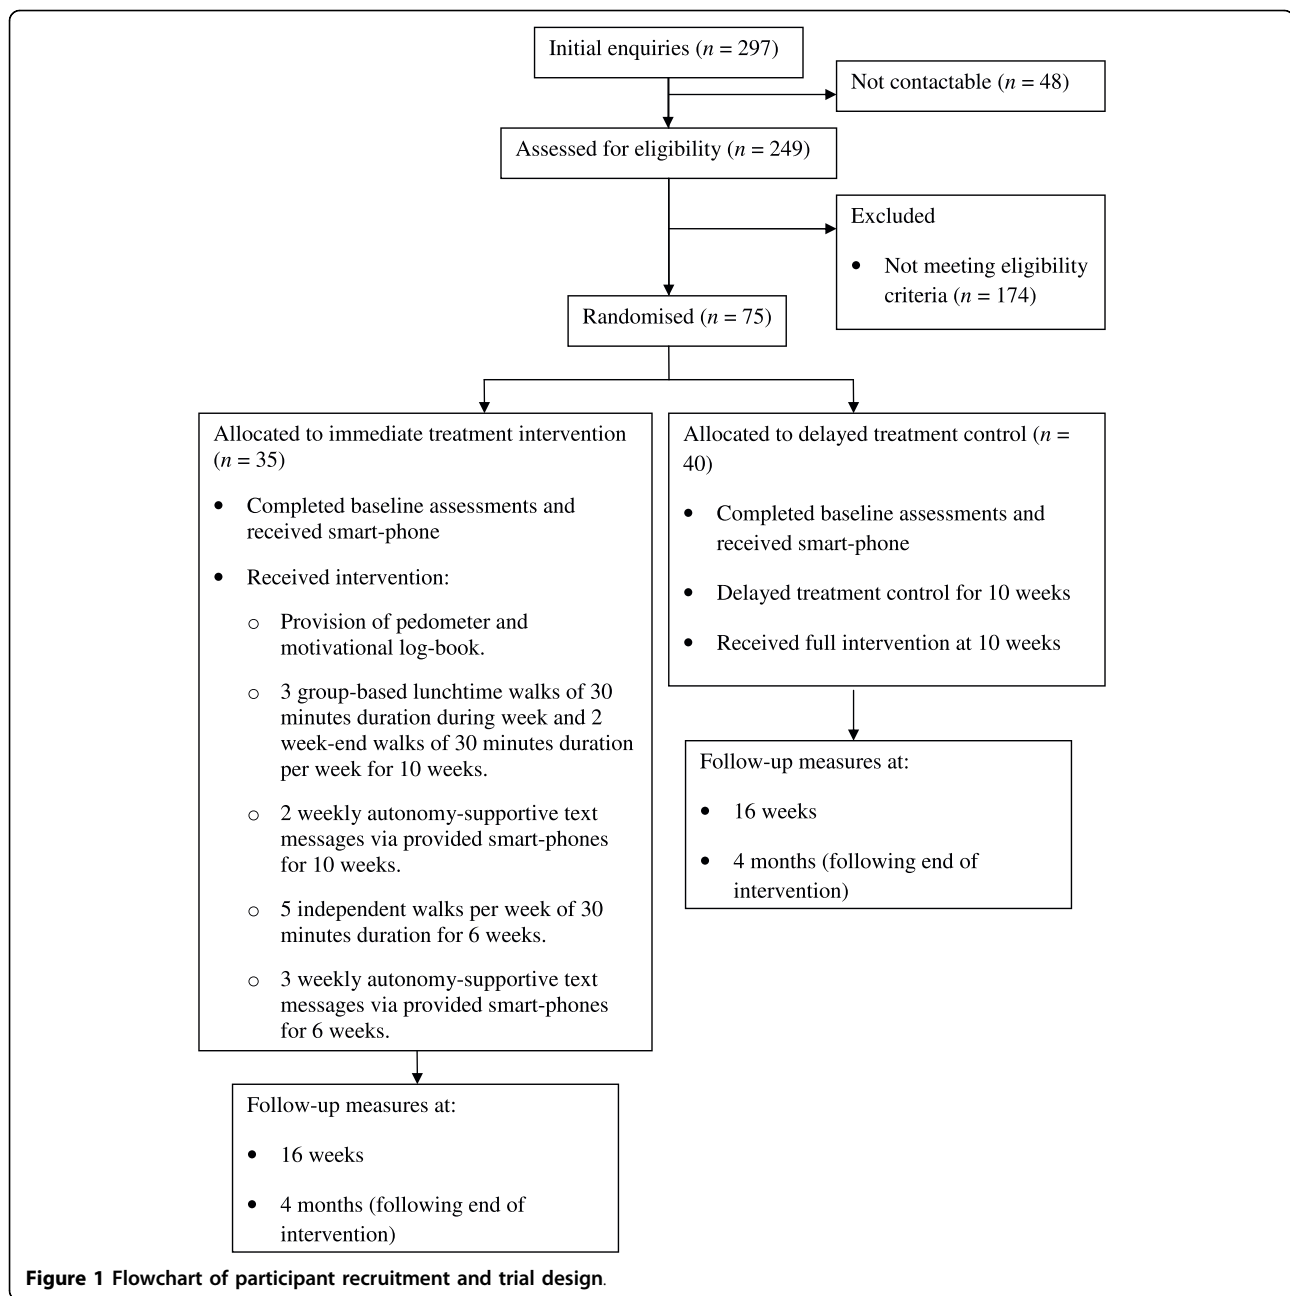 Initial enquiries (n = 297)
Not contactable (n = 48)
Assessed for eligibility (n = 249)
Excluded
• Not meeting eligibility
criteria (n = 174)
Randomised (n = 75)
Allocated to immediate treatment intervention
(n = 35)
• Completed baseline assessments and
received smart-phone
• Received intervention:
o Provision of pedometer and
motivational log-book.
o 3 group-based lunchtime walks of 30
minutes duration during week and 2
week-end walks of 30 minutes duration
per week for 10 weeks.
o 2 weekly autonomy-supportive text
messages via provided smart-phones
for 10 weeks.
o 5 independent walks per week of 30
minutes duration for 6 weeks.
o 3 weekly autonomy-supportive text
messages via provided smart-phones
for 6 weeks.
Allocated to delayed treatment control (n =
40)
• Completed baseline assessments and
received smart-phone
• Delayed treatment control for 10 weeks
• Received full intervention at 10 weeks
Follow-up measures at:
• 16 weeks
• 4 months (following end of
intervention)
Follow-up measures at:
• 16 weeks
• 4 months (following end of
intervention)
Figure 1 Flowchart of participant recruitment and trial design.